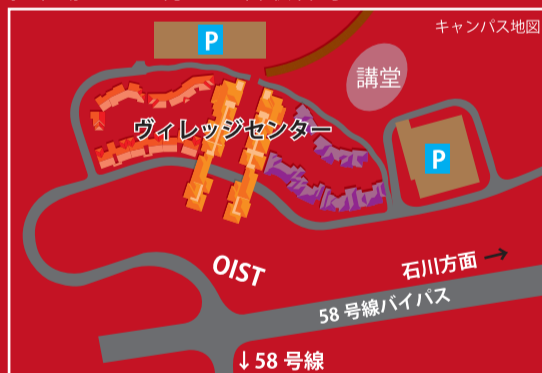 キャンパス地図
P
講堂
ヴィレッジセンター
P
OIST
石川方面 →
58 号線バイパス
↓58 号線